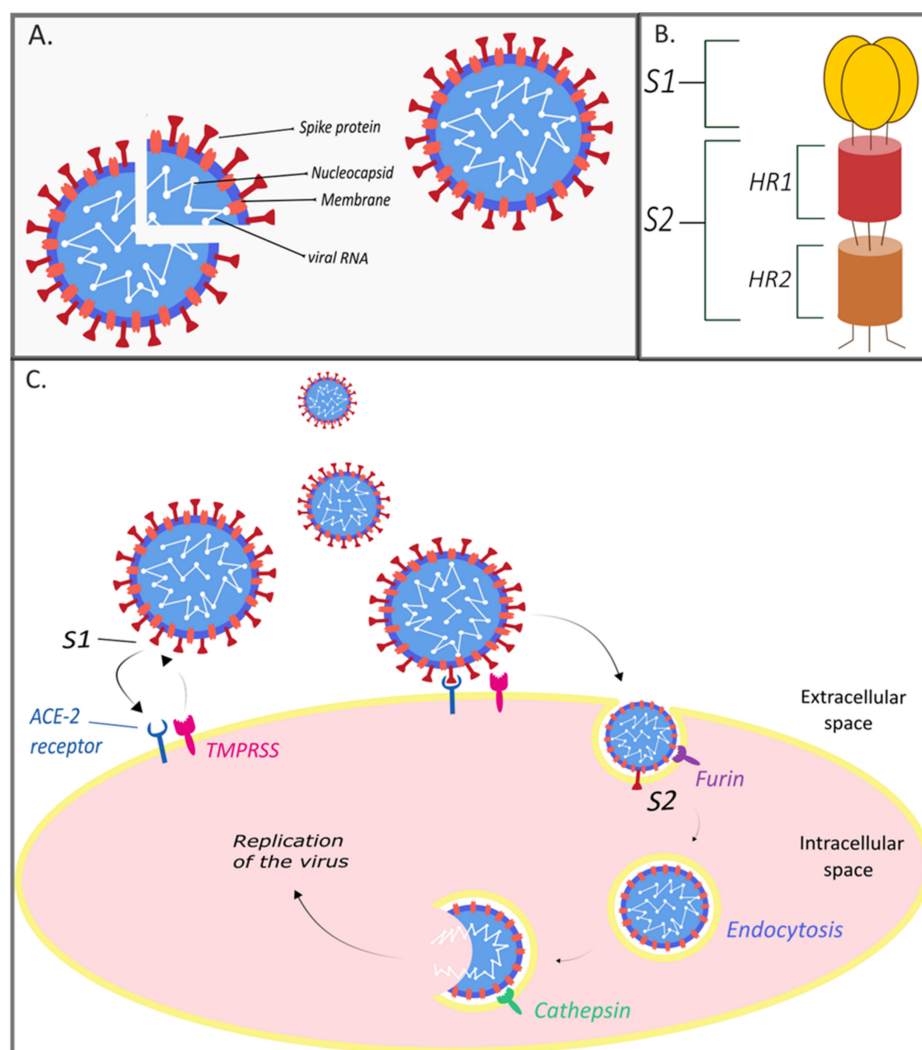 A.
Spike protein
Nucleocapsid
Membrane
viral RNA
B.
S1
S2
HR1
HR2
C.
S1
ACE-2
receptor
TMPRSS
Extracellular
space
Furin
S2
Replication
of the virus
Intracellular
space
Endocytosis
Cathepsin